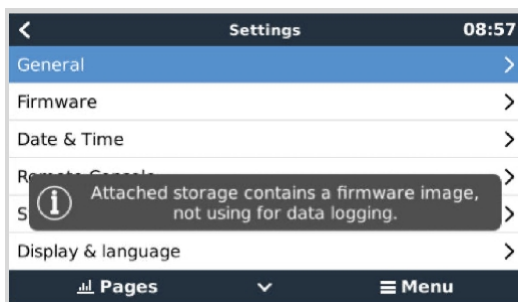 Settings
08:57
General
Firmware
Date & Time
Attached storage contains a firmware image,
not using for data logging.
S
Display & language
Pages
Menu